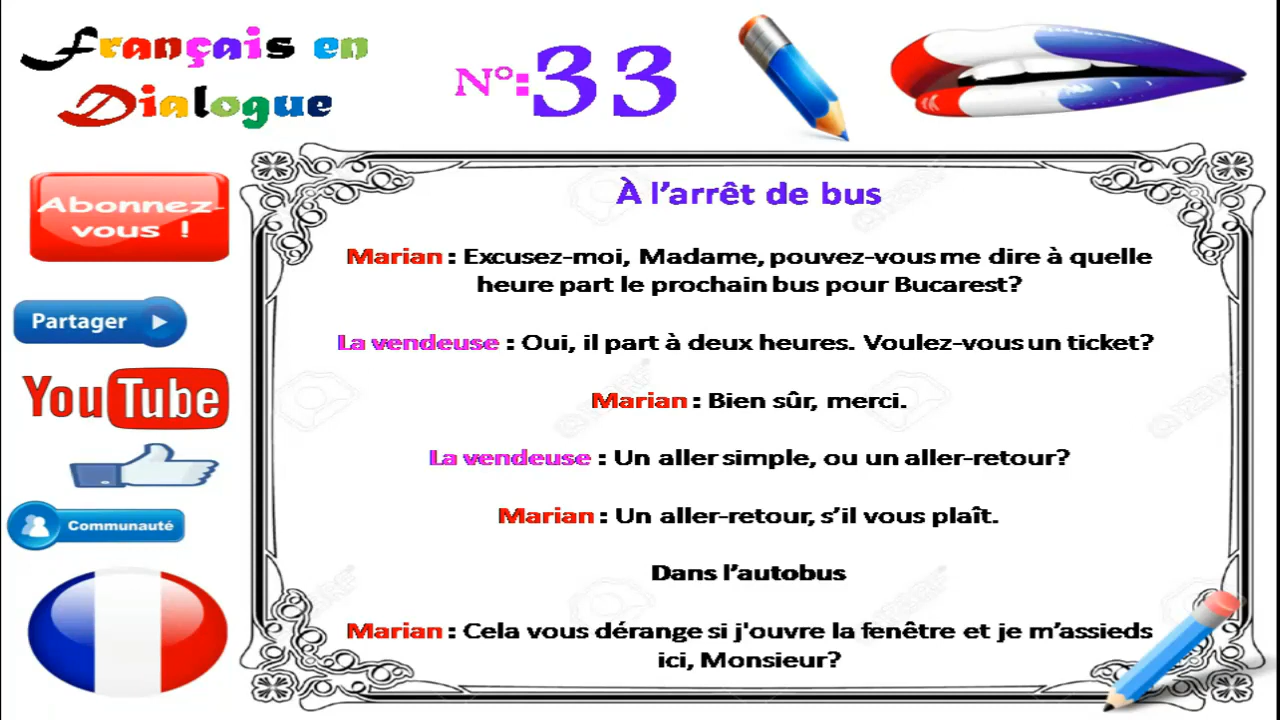 Français en
Dialogue
N°:33
Abonnez-
vous !
Partager
YouTube
Communauté
À l’arrêt de bus
Marian : Excusez-moi, Madame, pouvez-vous me dire à quelle
heure part le prochain bus pour Bucarest?
La vendeuse : Oui, il part à deux heures. Voulez-vous un ticket?
Marian : Bien sûr, merci.
La vendeuse : Un aller simple, ou un aller-retour?
Marian : Un aller-retour, s’il vous plaît.
Dans l’autobus
Marian : Cela vous dérange si j'ouvre la fenêtre et je m’assieds
ici, Monsieur?